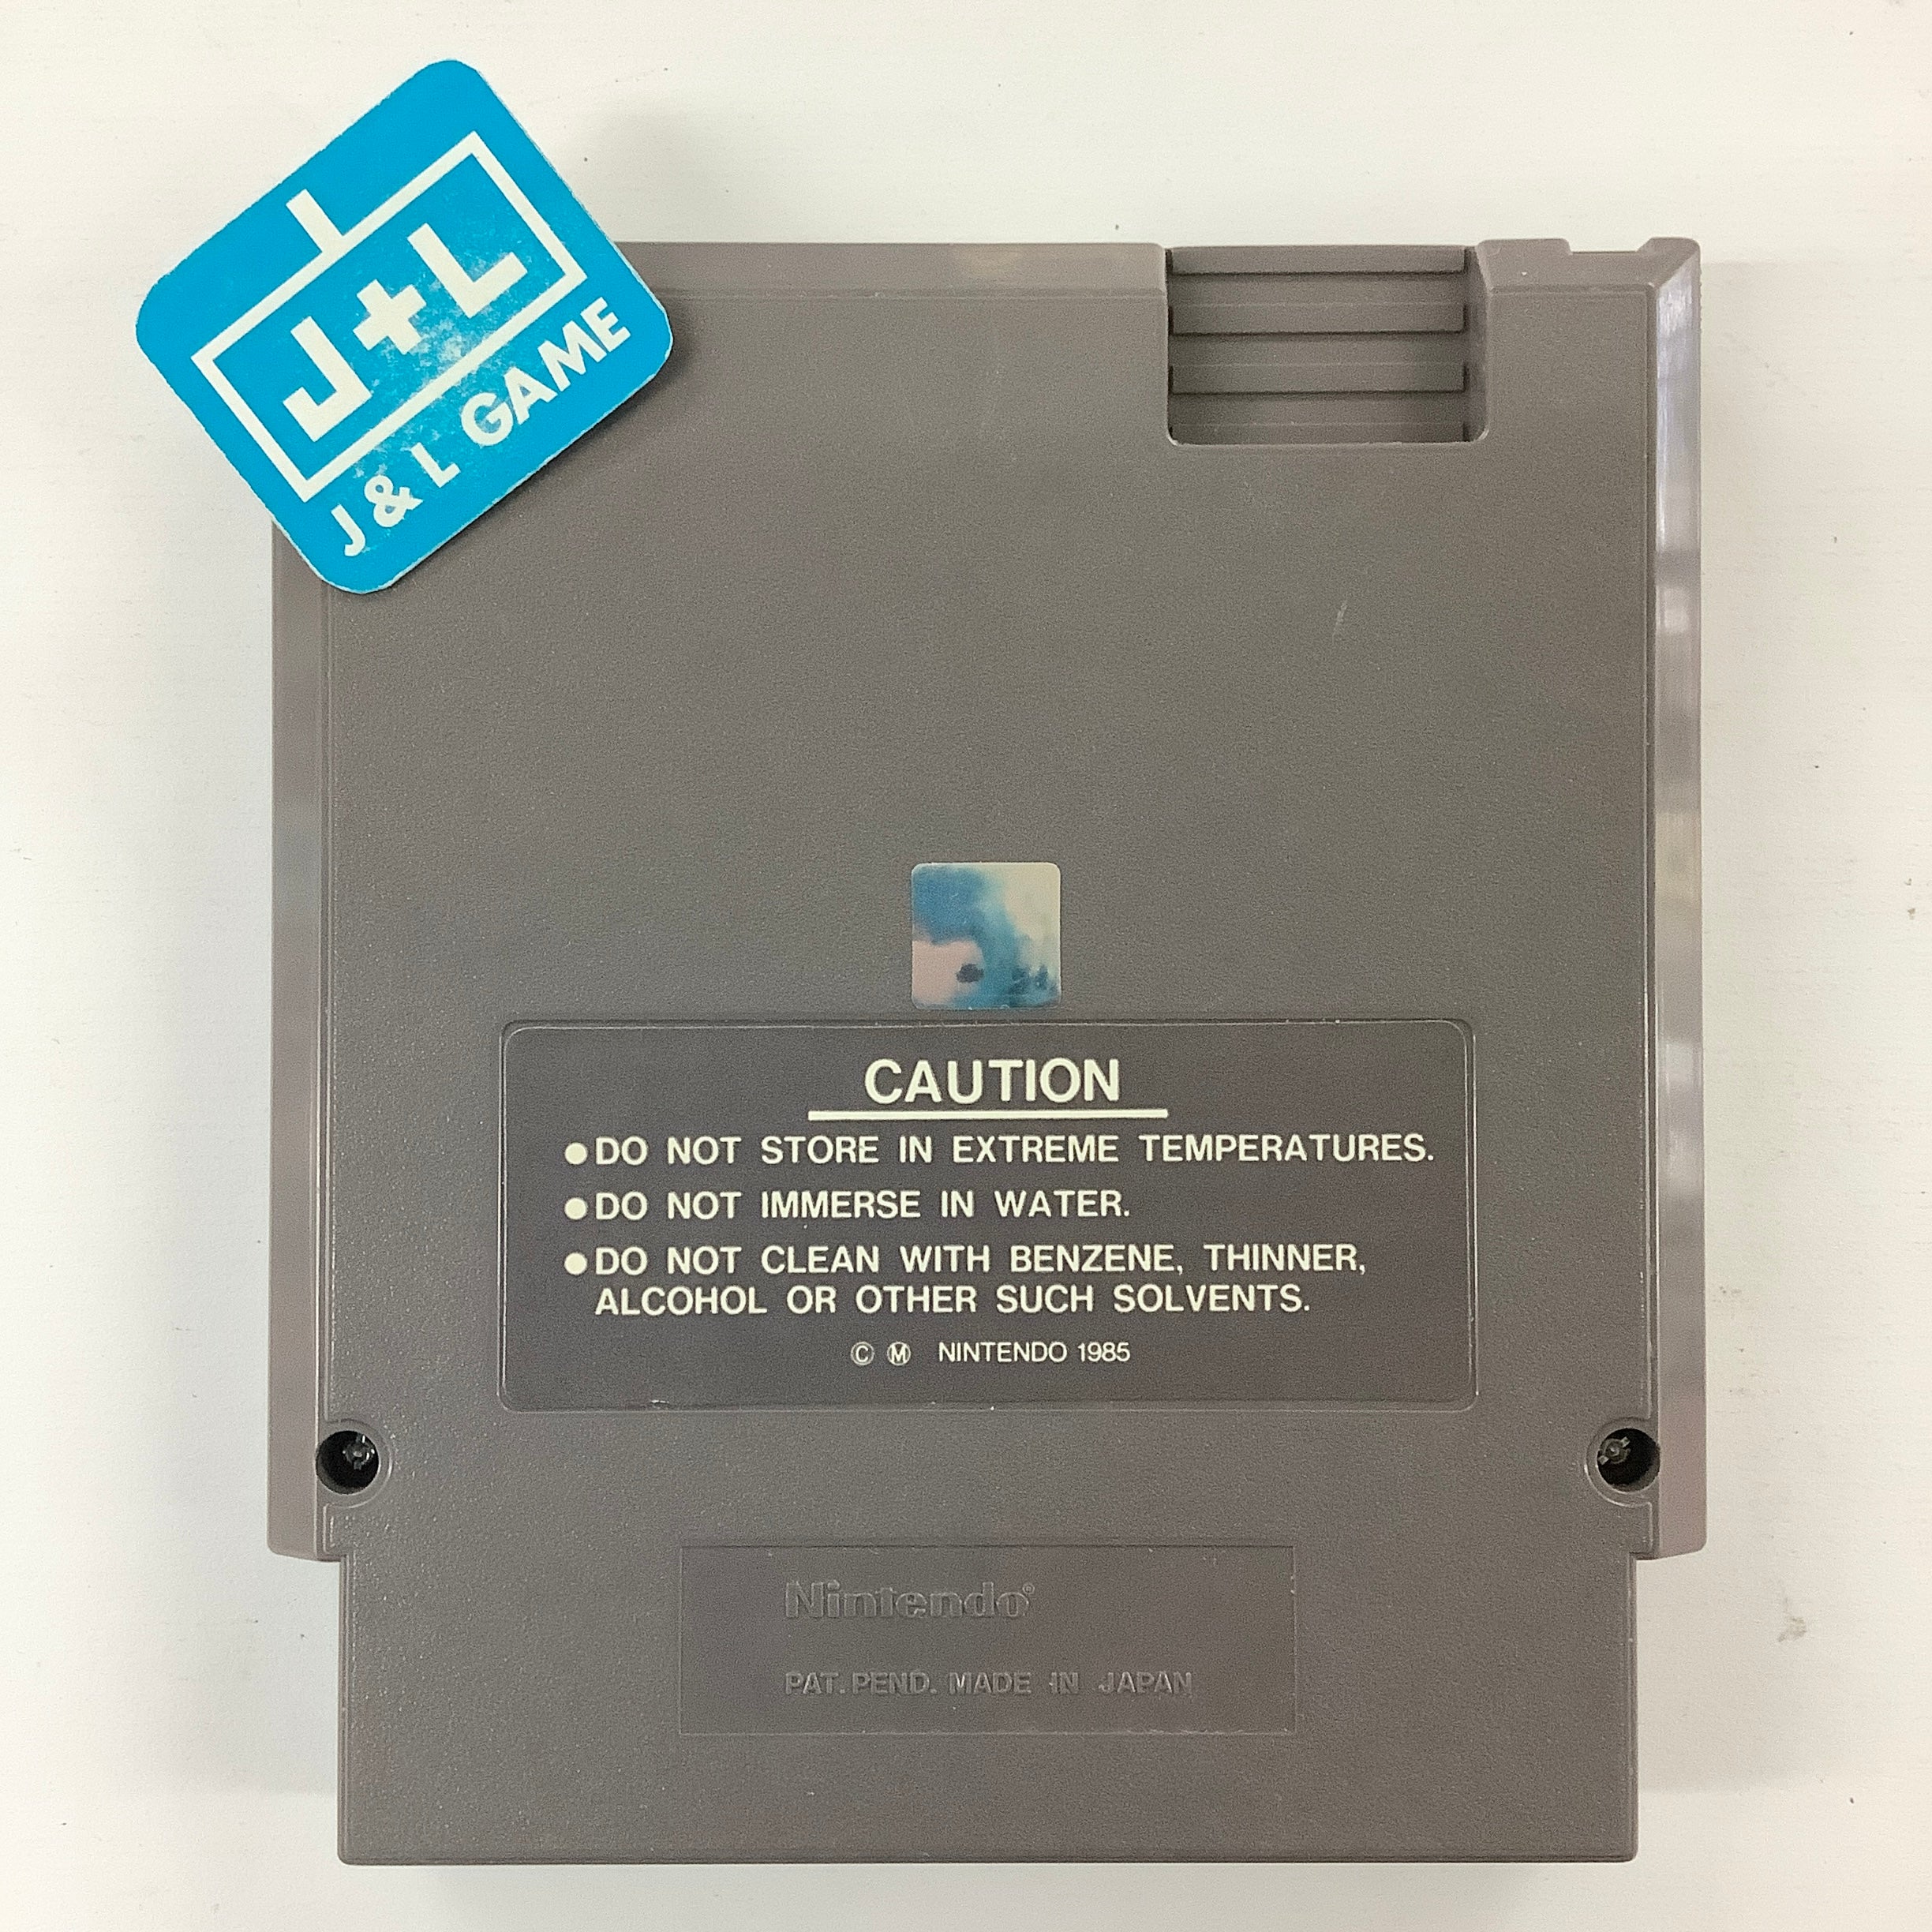 J+L
J & L GAME
CAUTION
●DO NOT STORE IN EXTREME TEMPERATURES.
●DO NOT IMMERSE IN WATER.
●DO NOT CLEAN WITH BENZENE, THINNER,
ALCOHOL OR OTHER SUCH SOLVENTS.
© Ⓜ NINTENDO 1985
Nintendo®
PAT. PEND. MADE IN JAPAN